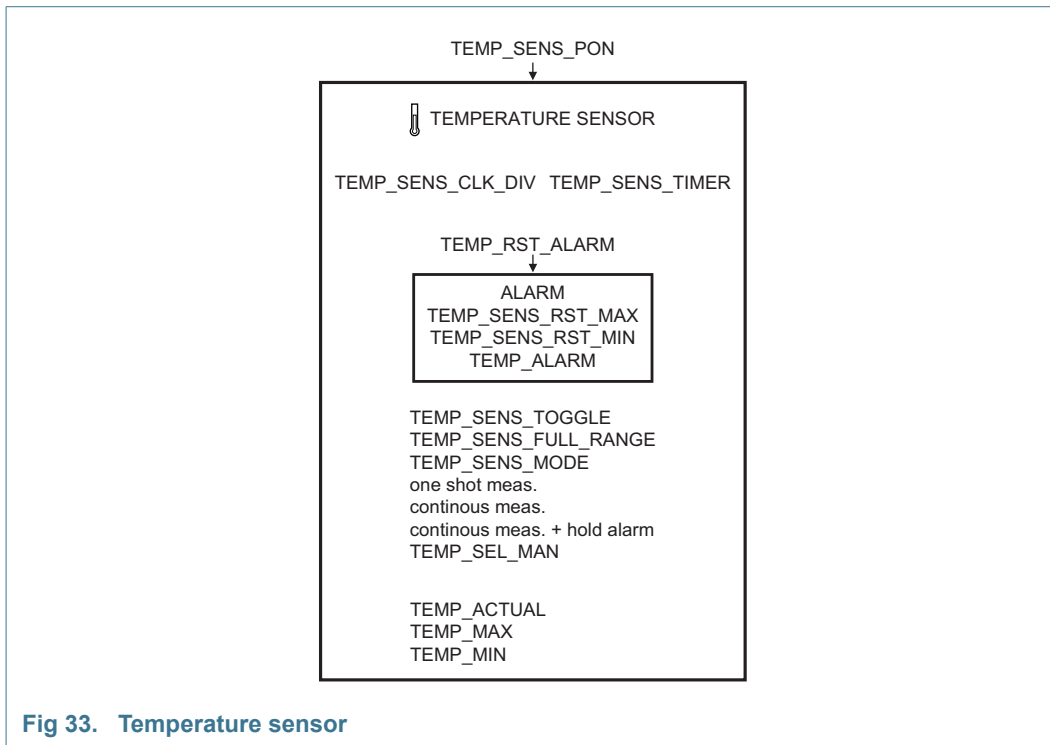 TEMP_SENS_PON
TEMPERATURE SENSOR
TEMP_SENS_CLK_DIV TEMP_SENS_TIMER
TEMP_RST_ALARM
ALARM
TEMP_SENS_RST_MAX
TEMP_SENS_RST_MIN
TEMP_ALARM
TEMP_SENS_TOGGLE
TEMP_SENS_FULL_RANGE
TEMP_SENS_MODE
one shot meas.
continous meas.
continous meas. + hold alarm
TEMP_SEL_MAN
TEMP_ACTUAL
TEMP_MAX
TEMP_MIN
Fig 33. Temperature sensor